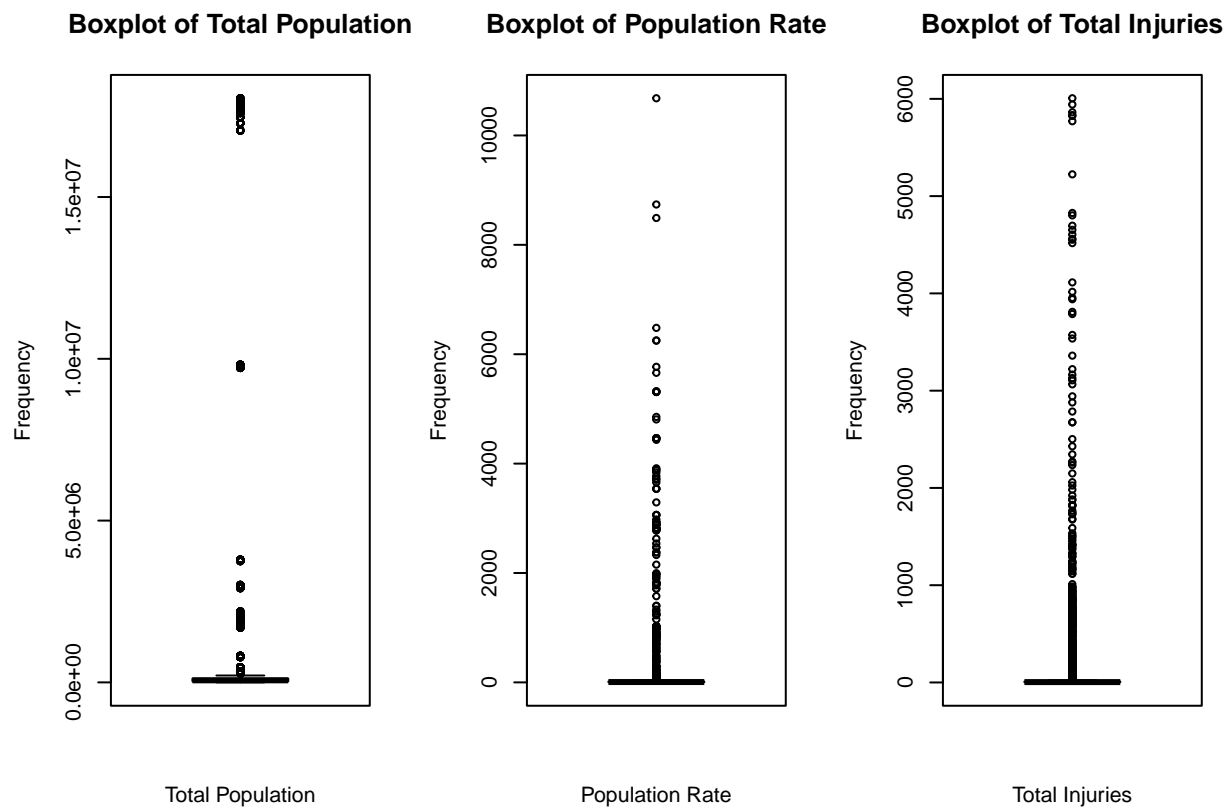 Boxplot of Total Population
Boxplot of Population Rate
Boxplot of Total Injuries
Frequency
1.5e+07
1.0e+07
5.0e+06
0.0e+00
Total Population
Frequency
10000
8000
6000
4000
2000
0
Population Rate
Frequency
6000
5000
4000
3000
2000
1000
0
Total Injuries